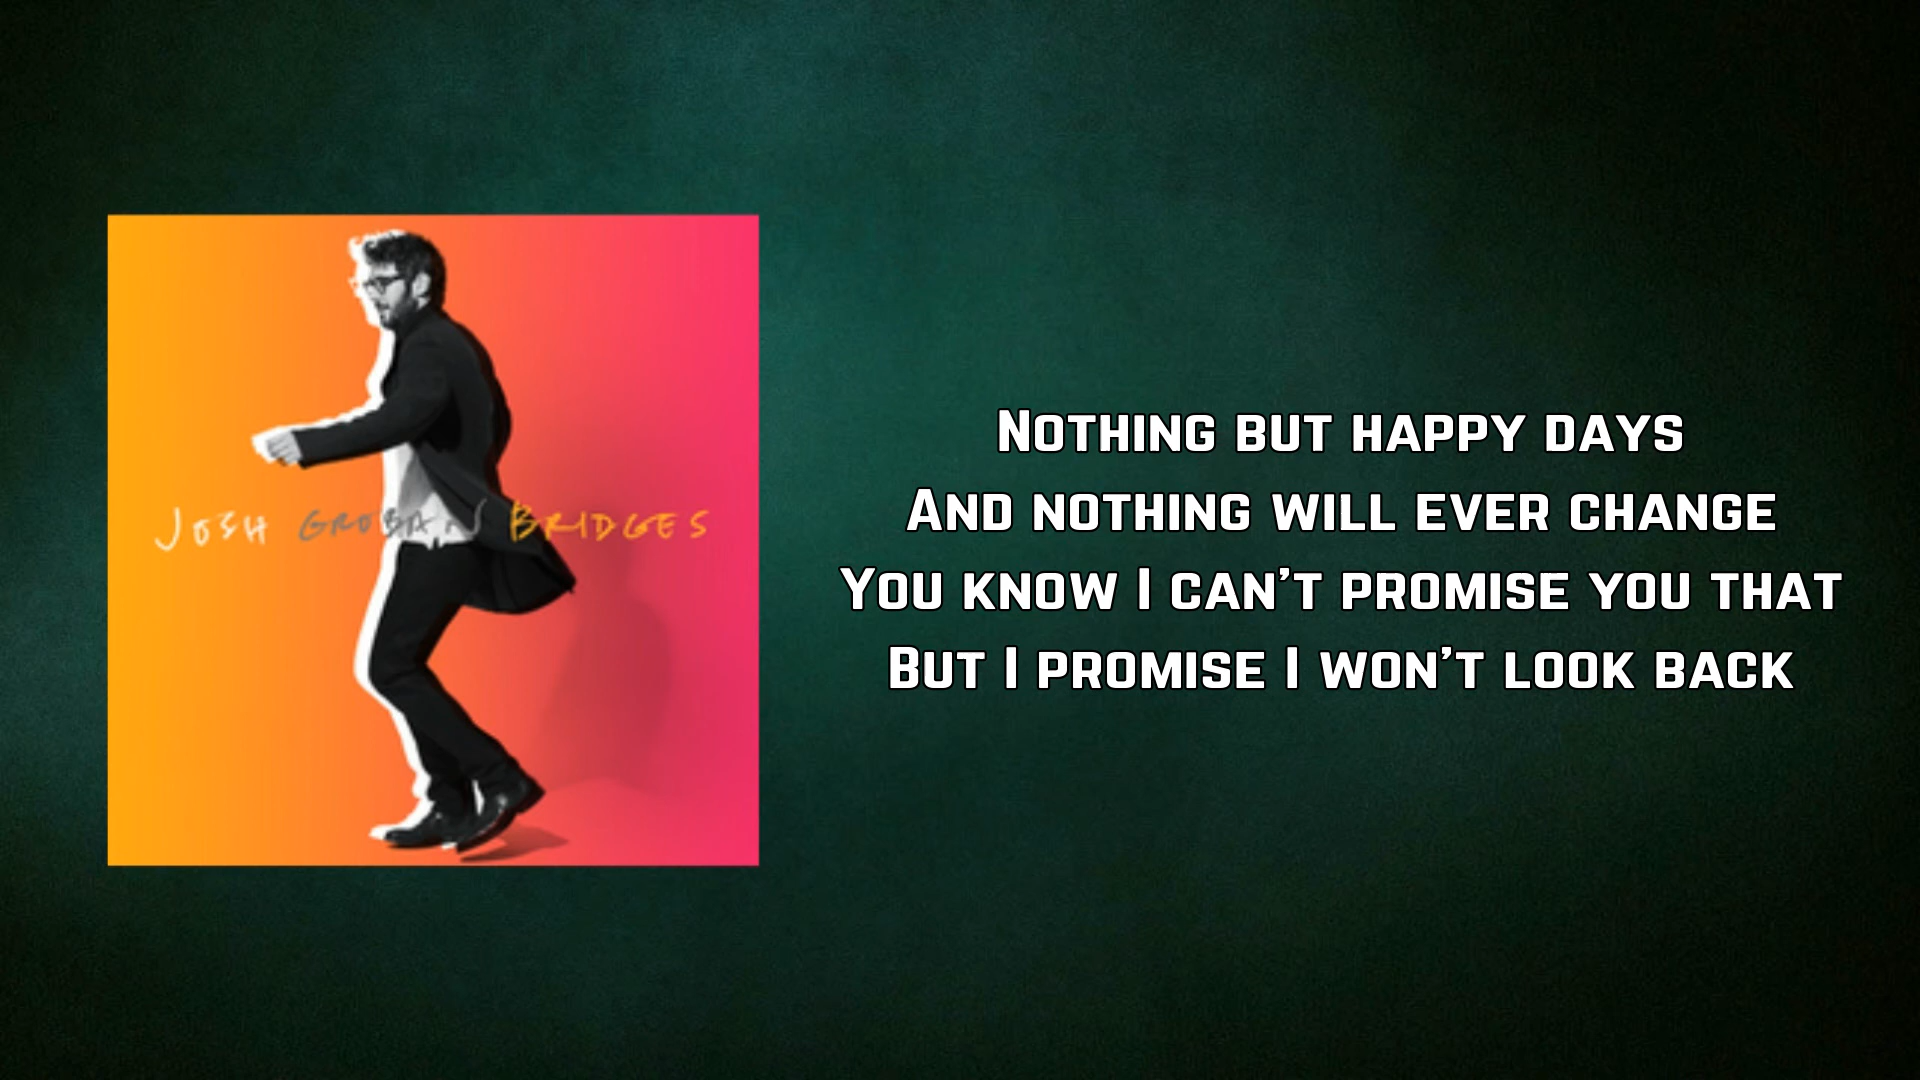 Josh Groban Bridges
Nothing but happy days
And nothing will ever change
You know I can't promise you that
But I promise I won't look back